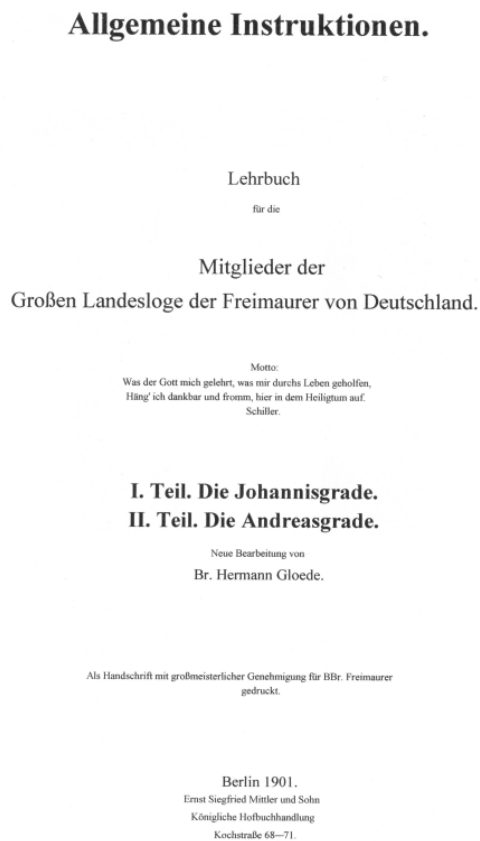 Allgemeine Instruktionen.
Lehrbuch
für die
Mitglieder der
Großen Landesloge der Freimaurer von Deutschland.
Motto:
Was der Gott mich gelehrt, was mir durchs Leben geholfen,
Häng' ich dankbar und fromm, hier in dem Heiligtum auf.
Schiller.
I. Teil. Die Johannisgrade.
II. Teil. Die Andreasgrade.
Neue Bearbeitung von
Br. Hermann Gloede.
Als Handschrift mit großmeisterlicher Genehmigung für BBr. Freimaurer
gedruckt.
Berlin 1901.
Ernst Siegfried Mittler und Sohn
Königliche Hofbuchhandlung
Kochstraße 68—71.